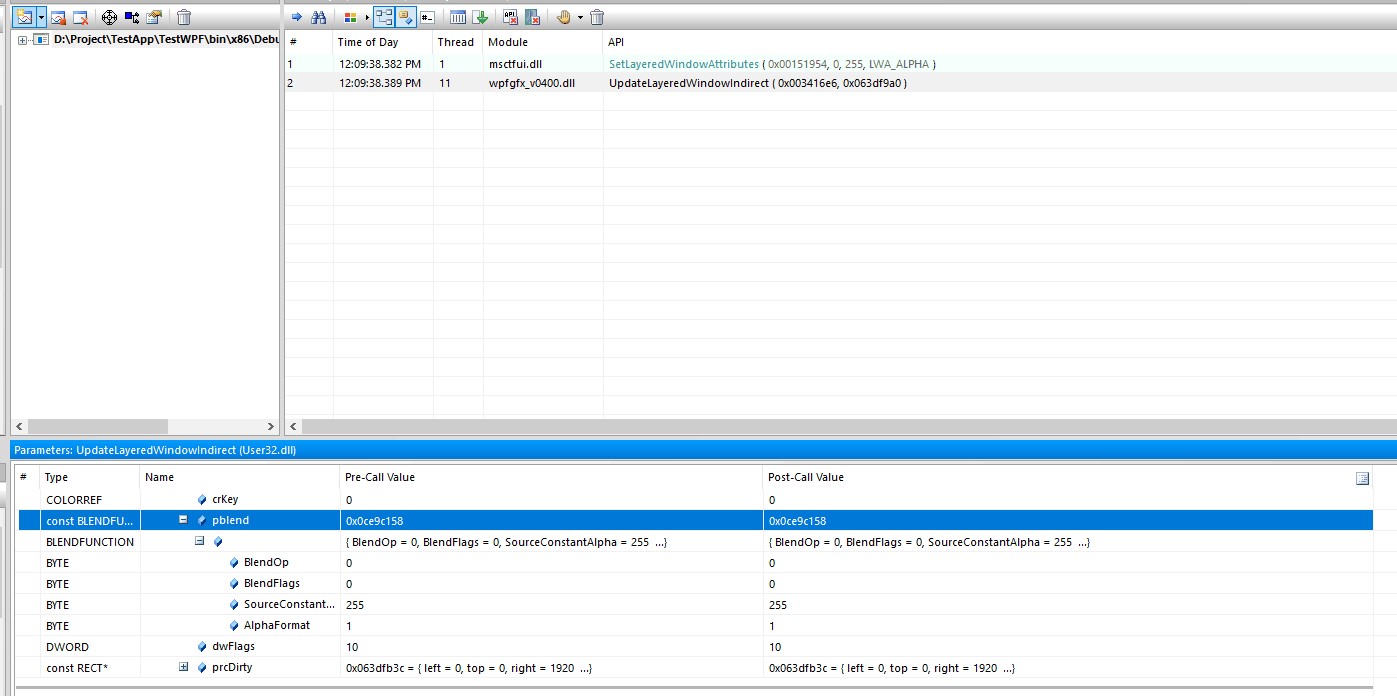 D:\Project\TestApp\TestWPF\bin\x86\Debu
# Time of Day Thread Module API
1 12:09:38.382 PM 1 msctfui.dll SetLayeredWindowAttributes ( 0x00151954, 0, 255, LWA_ALPHA )
2 12:09:38.389 PM 11 wpfgfx_v0400.dll UpdateLayeredWindowIndirect ( 0x003416e6, 0x063df9a0 )
Parameters: UpdateLayeredWindowIndirect (User32.dll)
# Type Name Pre-Call Value Post-Call Value
COLORREF crKey 0 0
const BLENDFU... pblend 0x0ce9c158 0x0ce9c158
BLENDFUNCTION { BlendOp = 0, BlendFlags = 0, SourceConstantAlpha = 255 ...} { BlendOp = 0, BlendFlags = 0, SourceConstantAlpha = 255 ...}
BYTE BlendOp 0 0
BYTE BlendFlags 0 0
BYTE SourceConstant... 255 255
BYTE AlphaFormat 1 1
DWORD dwFlags 10 10
const RECT* prcDirty 0x063dfb3c = { left = 0, top = 0, right = 1920 ...} 0x063dfb3c = { left = 0, top = 0, right = 1920 ...}